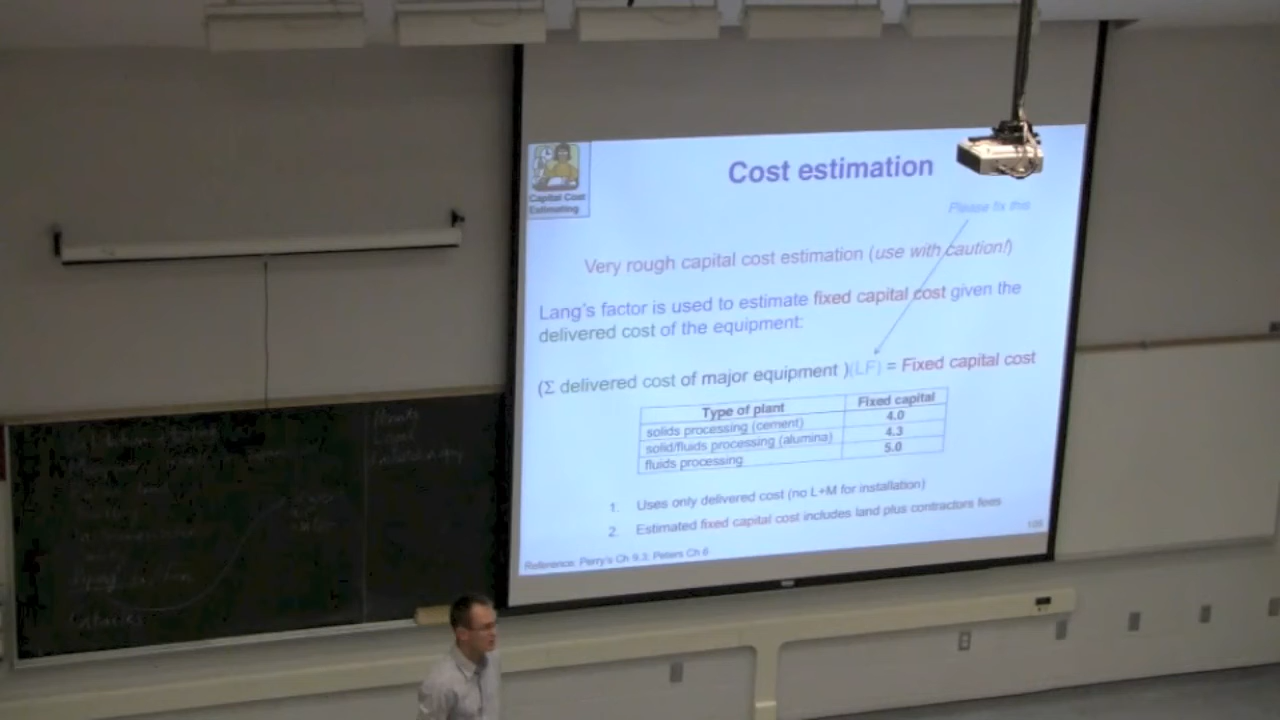 Cost estimation
Capital Cost
Estimating
Please fix this
Very rough capital cost estimation (use with caution!)
Lang's factor is used to estimate fixed capital cost given the
delivered cost of the equipment:
(Σ delivered cost of major equipment )(LF) = Fixed capital cost
Type of plant Fixed capital
solids processing (cement) 4.0
solid/fluids processing (alumina) 4.3
fluids processing 5.0
1. Uses only delivered cost (no L+M for installation)
2. Estimated fixed capital cost includes land plus contractors fees
Reference: Perry's Ch 9.3; Peters Ch 6